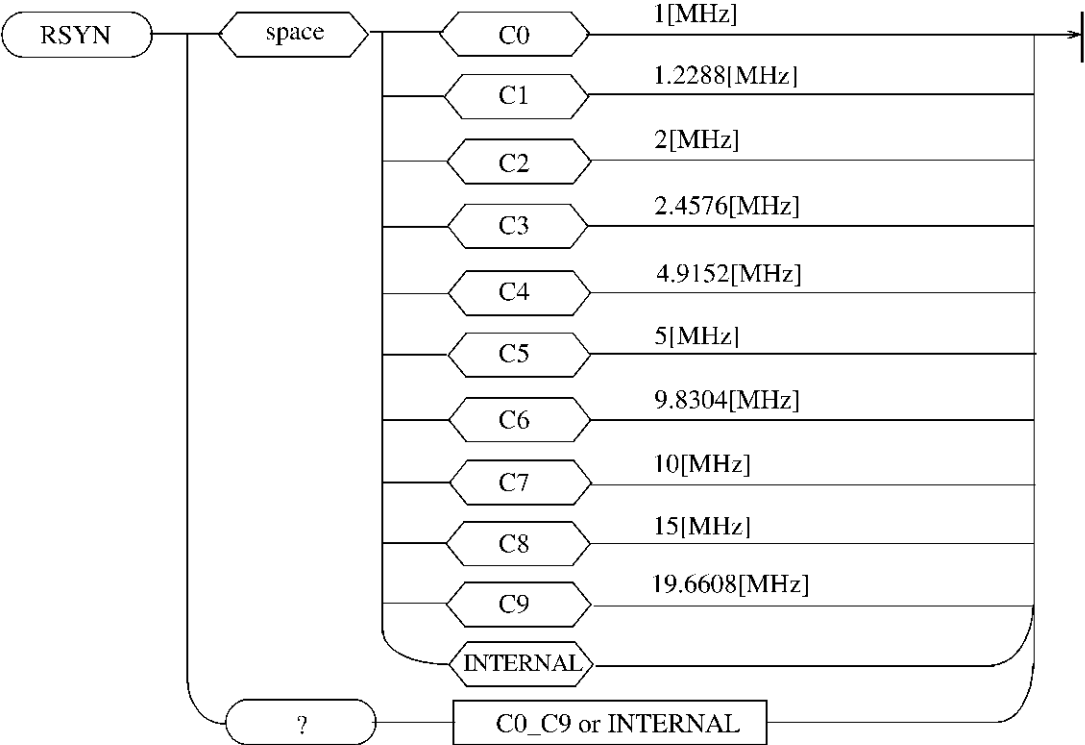 RSYN space C0 1[MHz]
C1 1.2288[MHz]
C2 2[MHz]
C3 2.4576[MHz]
C4 4.9152[MHz]
C5 5[MHz]
C6 9.8304[MHz]
C7 10[MHz]
C8 15[MHz]
C9 19.6608[MHz]
INTERNAL
? C0_C9 or INTERNAL